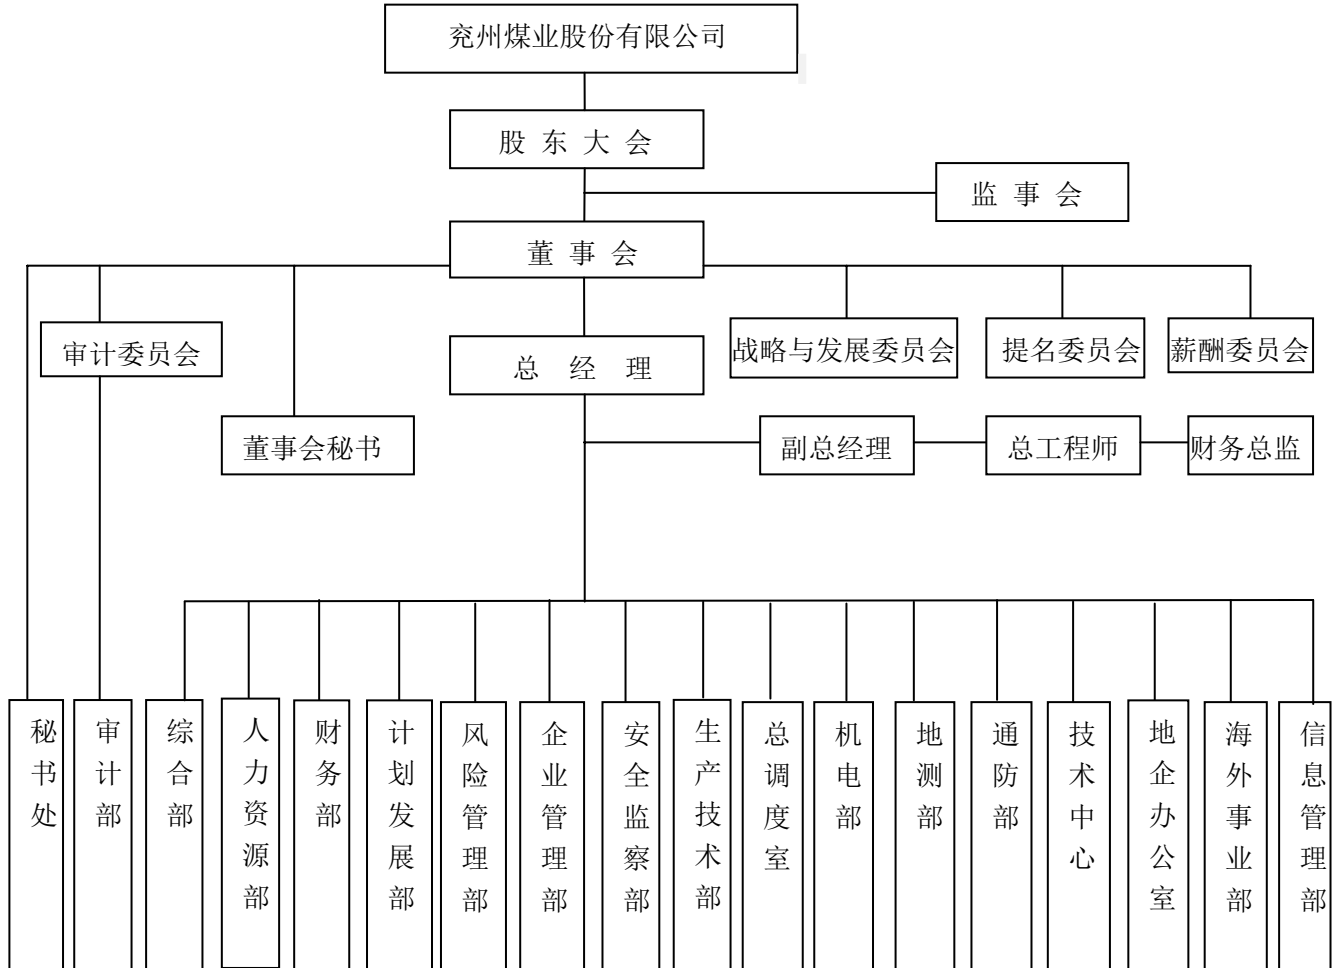 兖州煤业股份有限公司
股 东 大 会
监 事 会
董 事 会
审计委员会
总 经 理
战略与发展委员会
提名委员会
薪酬委员会
董事会秘书
副总经理
总工程师
财务总监
秘书处
审计部
综合部
人力资源部
财务部
计划发展部
风险管理部
企业管理部
安全监察部
生产技术部
总调度室
机电部
地测部
通防部
技术中心
地企办公室
海外事业部
信息管理部